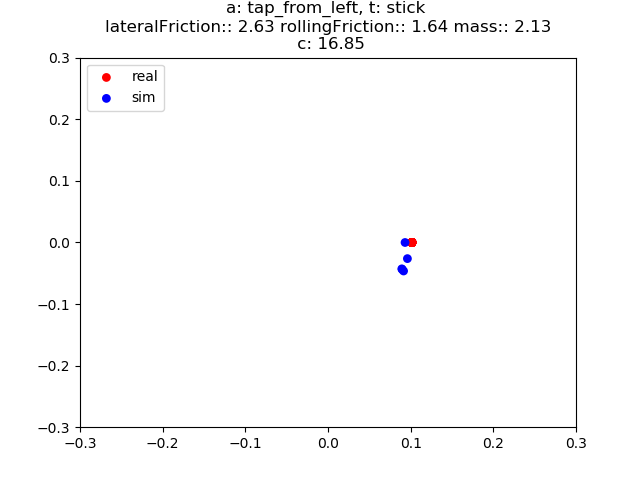 a: tap_from_left, t: stick
lateralFriction:: 2.63 rollingFriction:: 1.64 mass:: 2.13
c: 16.85
real
sim
0.3
0.2
0.1
0.0
−0.1
−0.2
−0.3
−0.3 −0.2 −0.1 0.0 0.1 0.2 0.3